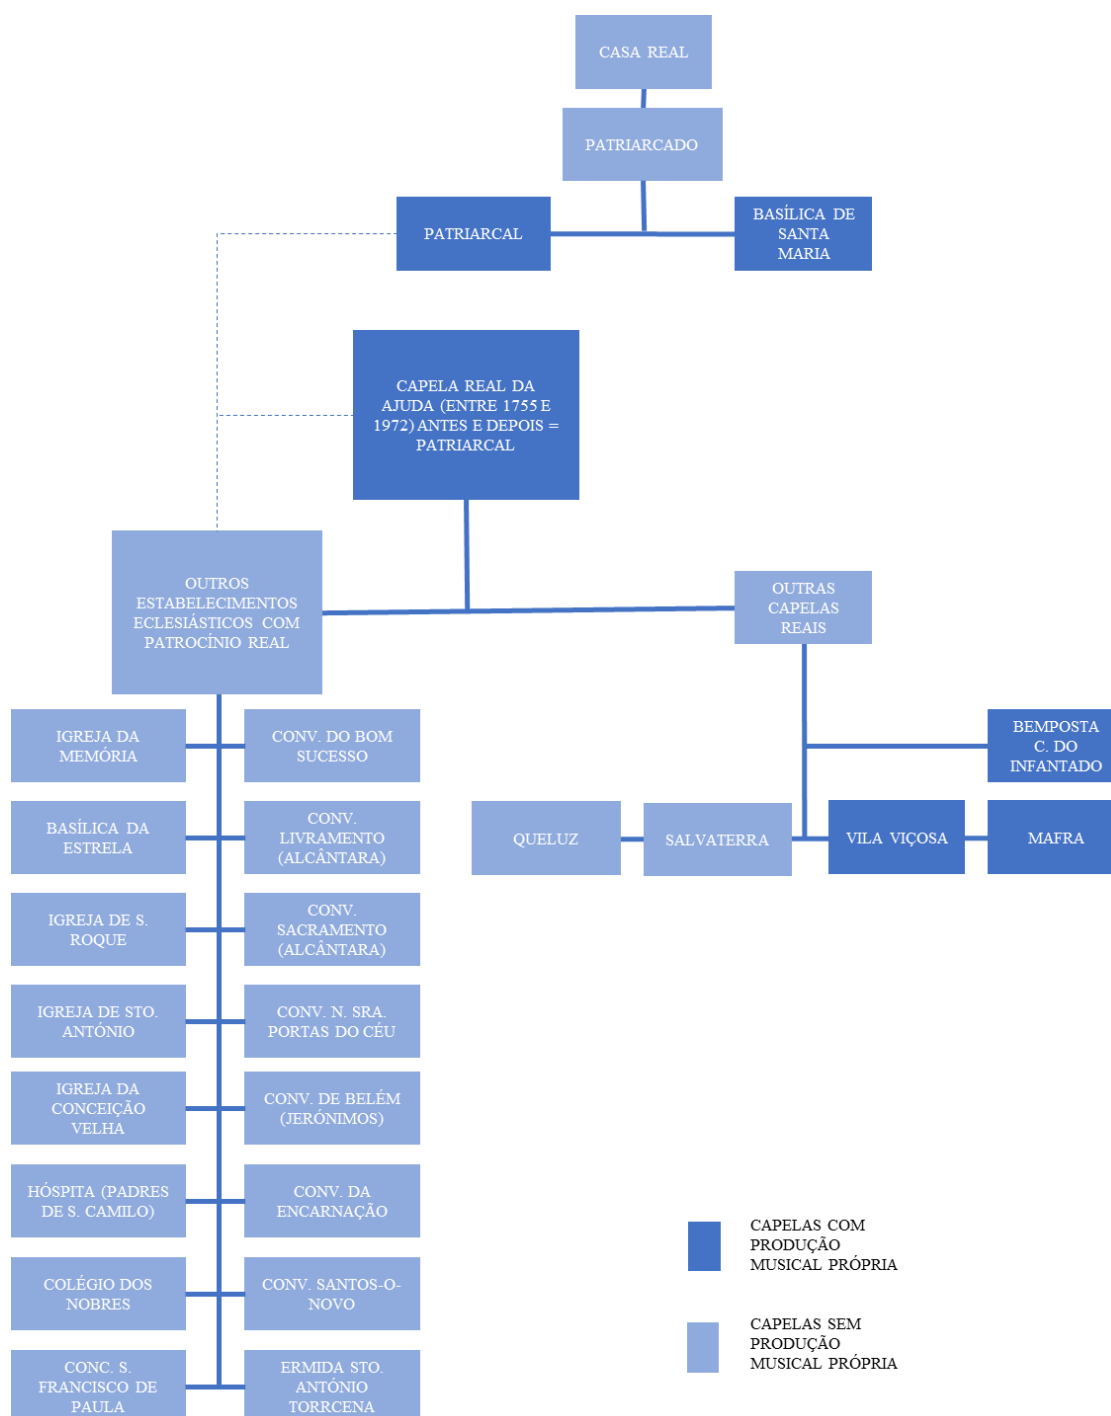 CASA REAL
PATRIARCADO
PATRIARCAL
BASÍLICA DE
SANTA
MARIA
CAPELA REAL DA
AJUDA (ENTRE 1755 E
1972) ANTES E DEPOIS =
PATRIARCAL
OUTROS
ESTABELECIMENTOS
ECLESIÁSTICOS COM
PATROCÍNIO REAL
OUTRAS
CAPELAS
REAIS
IGREJA DA
MEMÓRIA
CONV. DO BOM
SUCESSO
BEMPOSTA
C. DO
INFANTADO
BASÍLICA DA
ESTRELA
CONV.
LIVRAMENTO
(ALCÂNTARA)
QUELUZ
SALVATERRA
VILA VIÇOSA
MAFRA
IGREJA DE S.
ROQUE
CONV.
SACRAMENTO
(ALCÂNTARA)
IGREJA DE STO.
ANTÓNIO
CONV. N. SRA.
PORTAS DO CÉU
IGREJA DA
CONCEIÇÃO
VELHA
CONV. DE BELÉM
(JERÓNIMOS)
HÓSPITA (PADRES
DE S. CAMILO)
CONV. DA
ENCARNAÇÃO
COLÉGIO DOS
NOBRES
CONV. SANTOS-O-
NOVO
CONC. S.
FRANCISCO DE
PAULA
ERMIDA STO.
ANTÓNIO
TORRCENA
CAPELAS COM
PRODUÇÃO
MUSICAL PRÓPRIA
CAPELAS SEM
PRODUÇÃO
MUSICAL PRÓPRIA